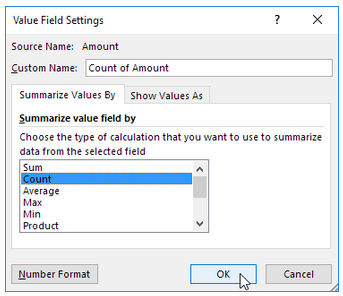 Value Field Settings ? ×
Source Name: Amount
Custom Name: Count of Amount
Summarize Values By Show Values As
Summarize value field by
Choose the type of calculation that you want to use to summarize
data from the selected field
Sum
Count
Average
Max
Min
Product
Number Format OK Cancel